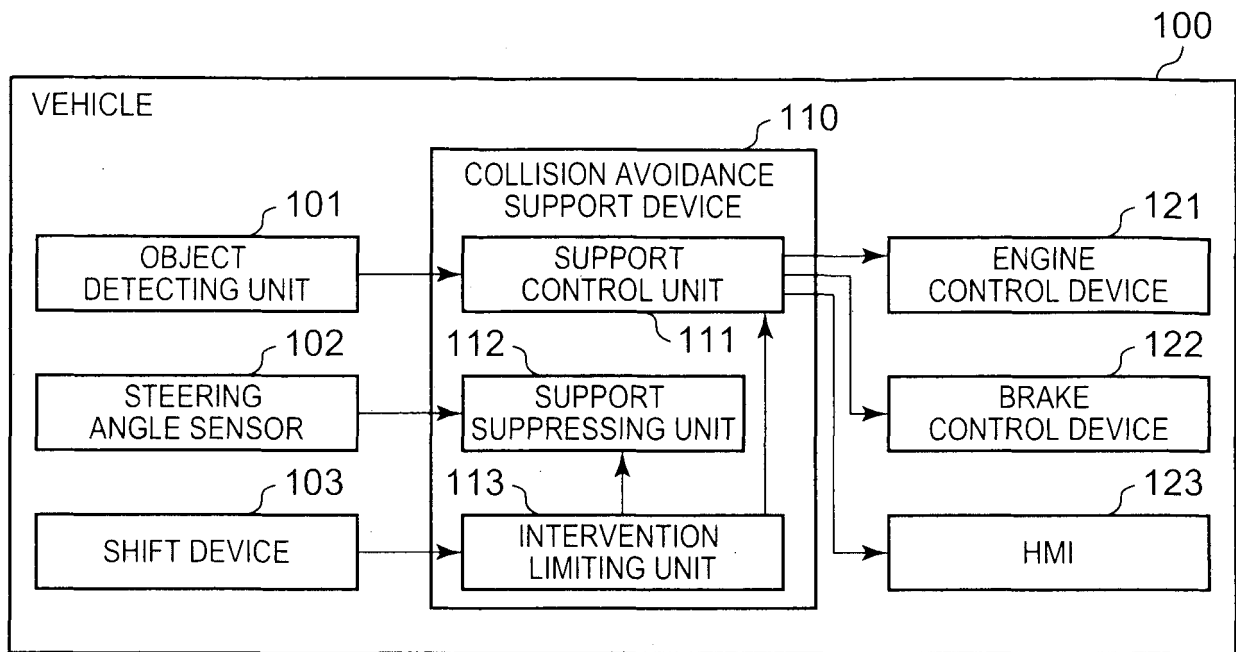 100
VEHICLE
110
COLLISION AVOIDANCE
SUPPORT DEVICE
101
OBJECT
DETECTING UNIT
SUPPORT
CONTROL UNIT
111
121
ENGINE
CONTROL DEVICE
102
STEERING
ANGLE SENSOR
112
SUPPORT
SUPPRESSING UNIT
122
BRAKE
CONTROL DEVICE
103
SHIFT DEVICE
113
INTERVENTION
LIMITING UNIT
123
HMI